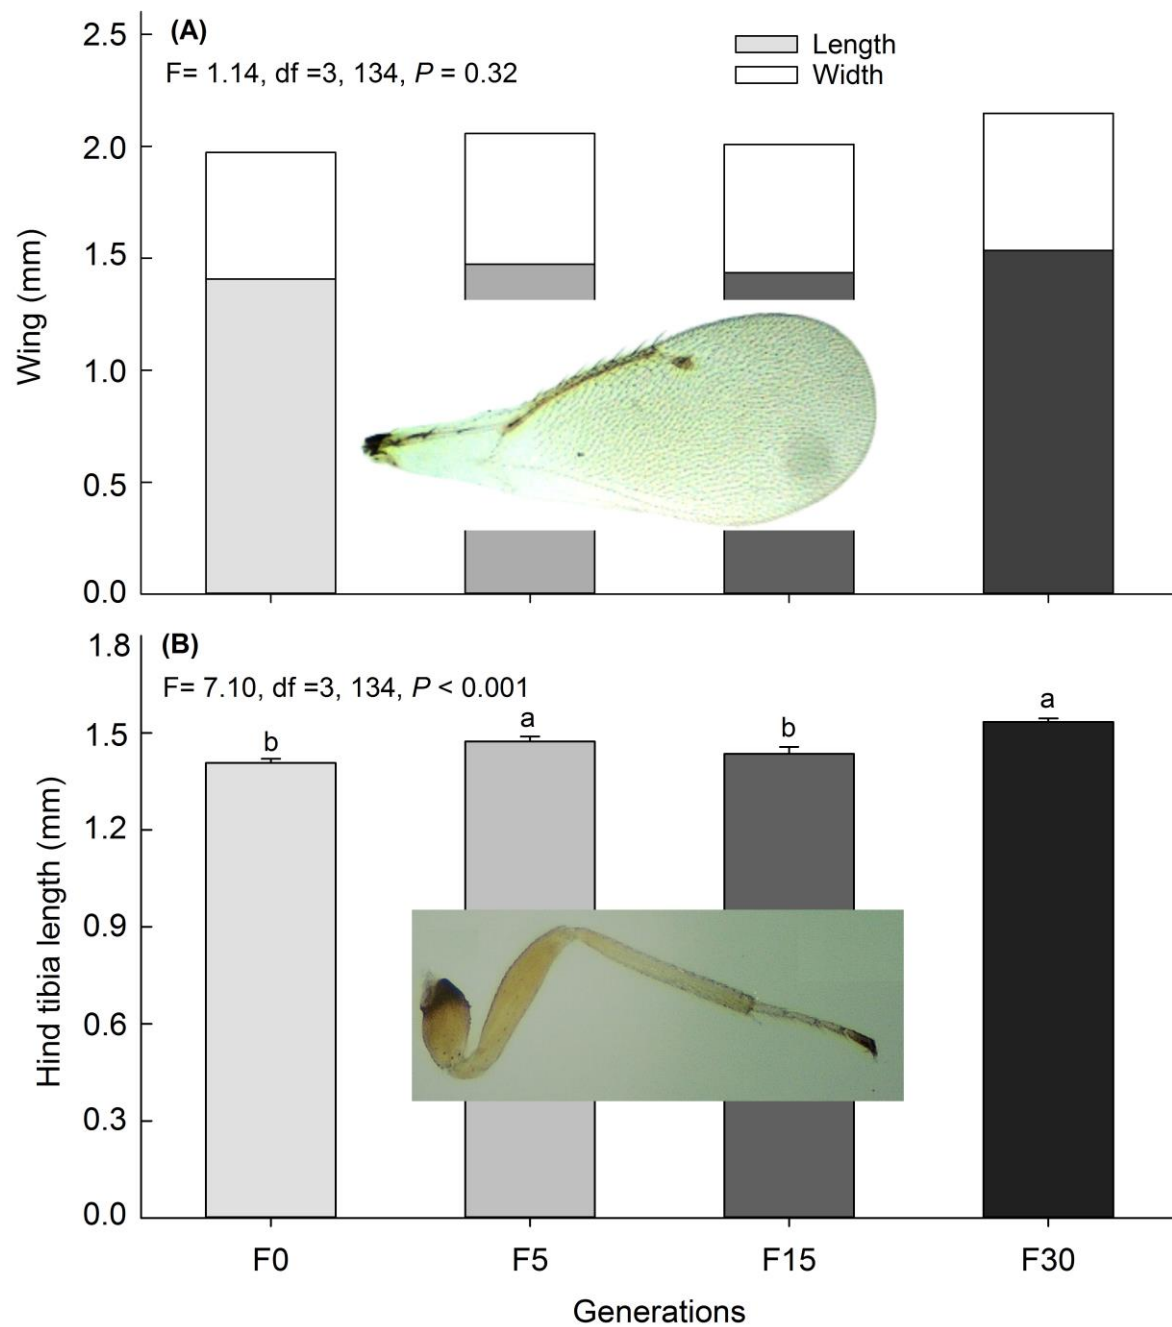 (A)
F= 1.14, df =3, 134, P = 0.32
Length
Width
2.5
2.0
1.5
1.0
0.5
0.0
Wing (mm)
(B)
F= 7.10, df =3, 134, P < 0.001
1.8
1.5
1.2
0.9
0.6
0.3
0.0
Hind tibia length (mm)
b
a
b
a
F0 F5 F15 F30
Generations